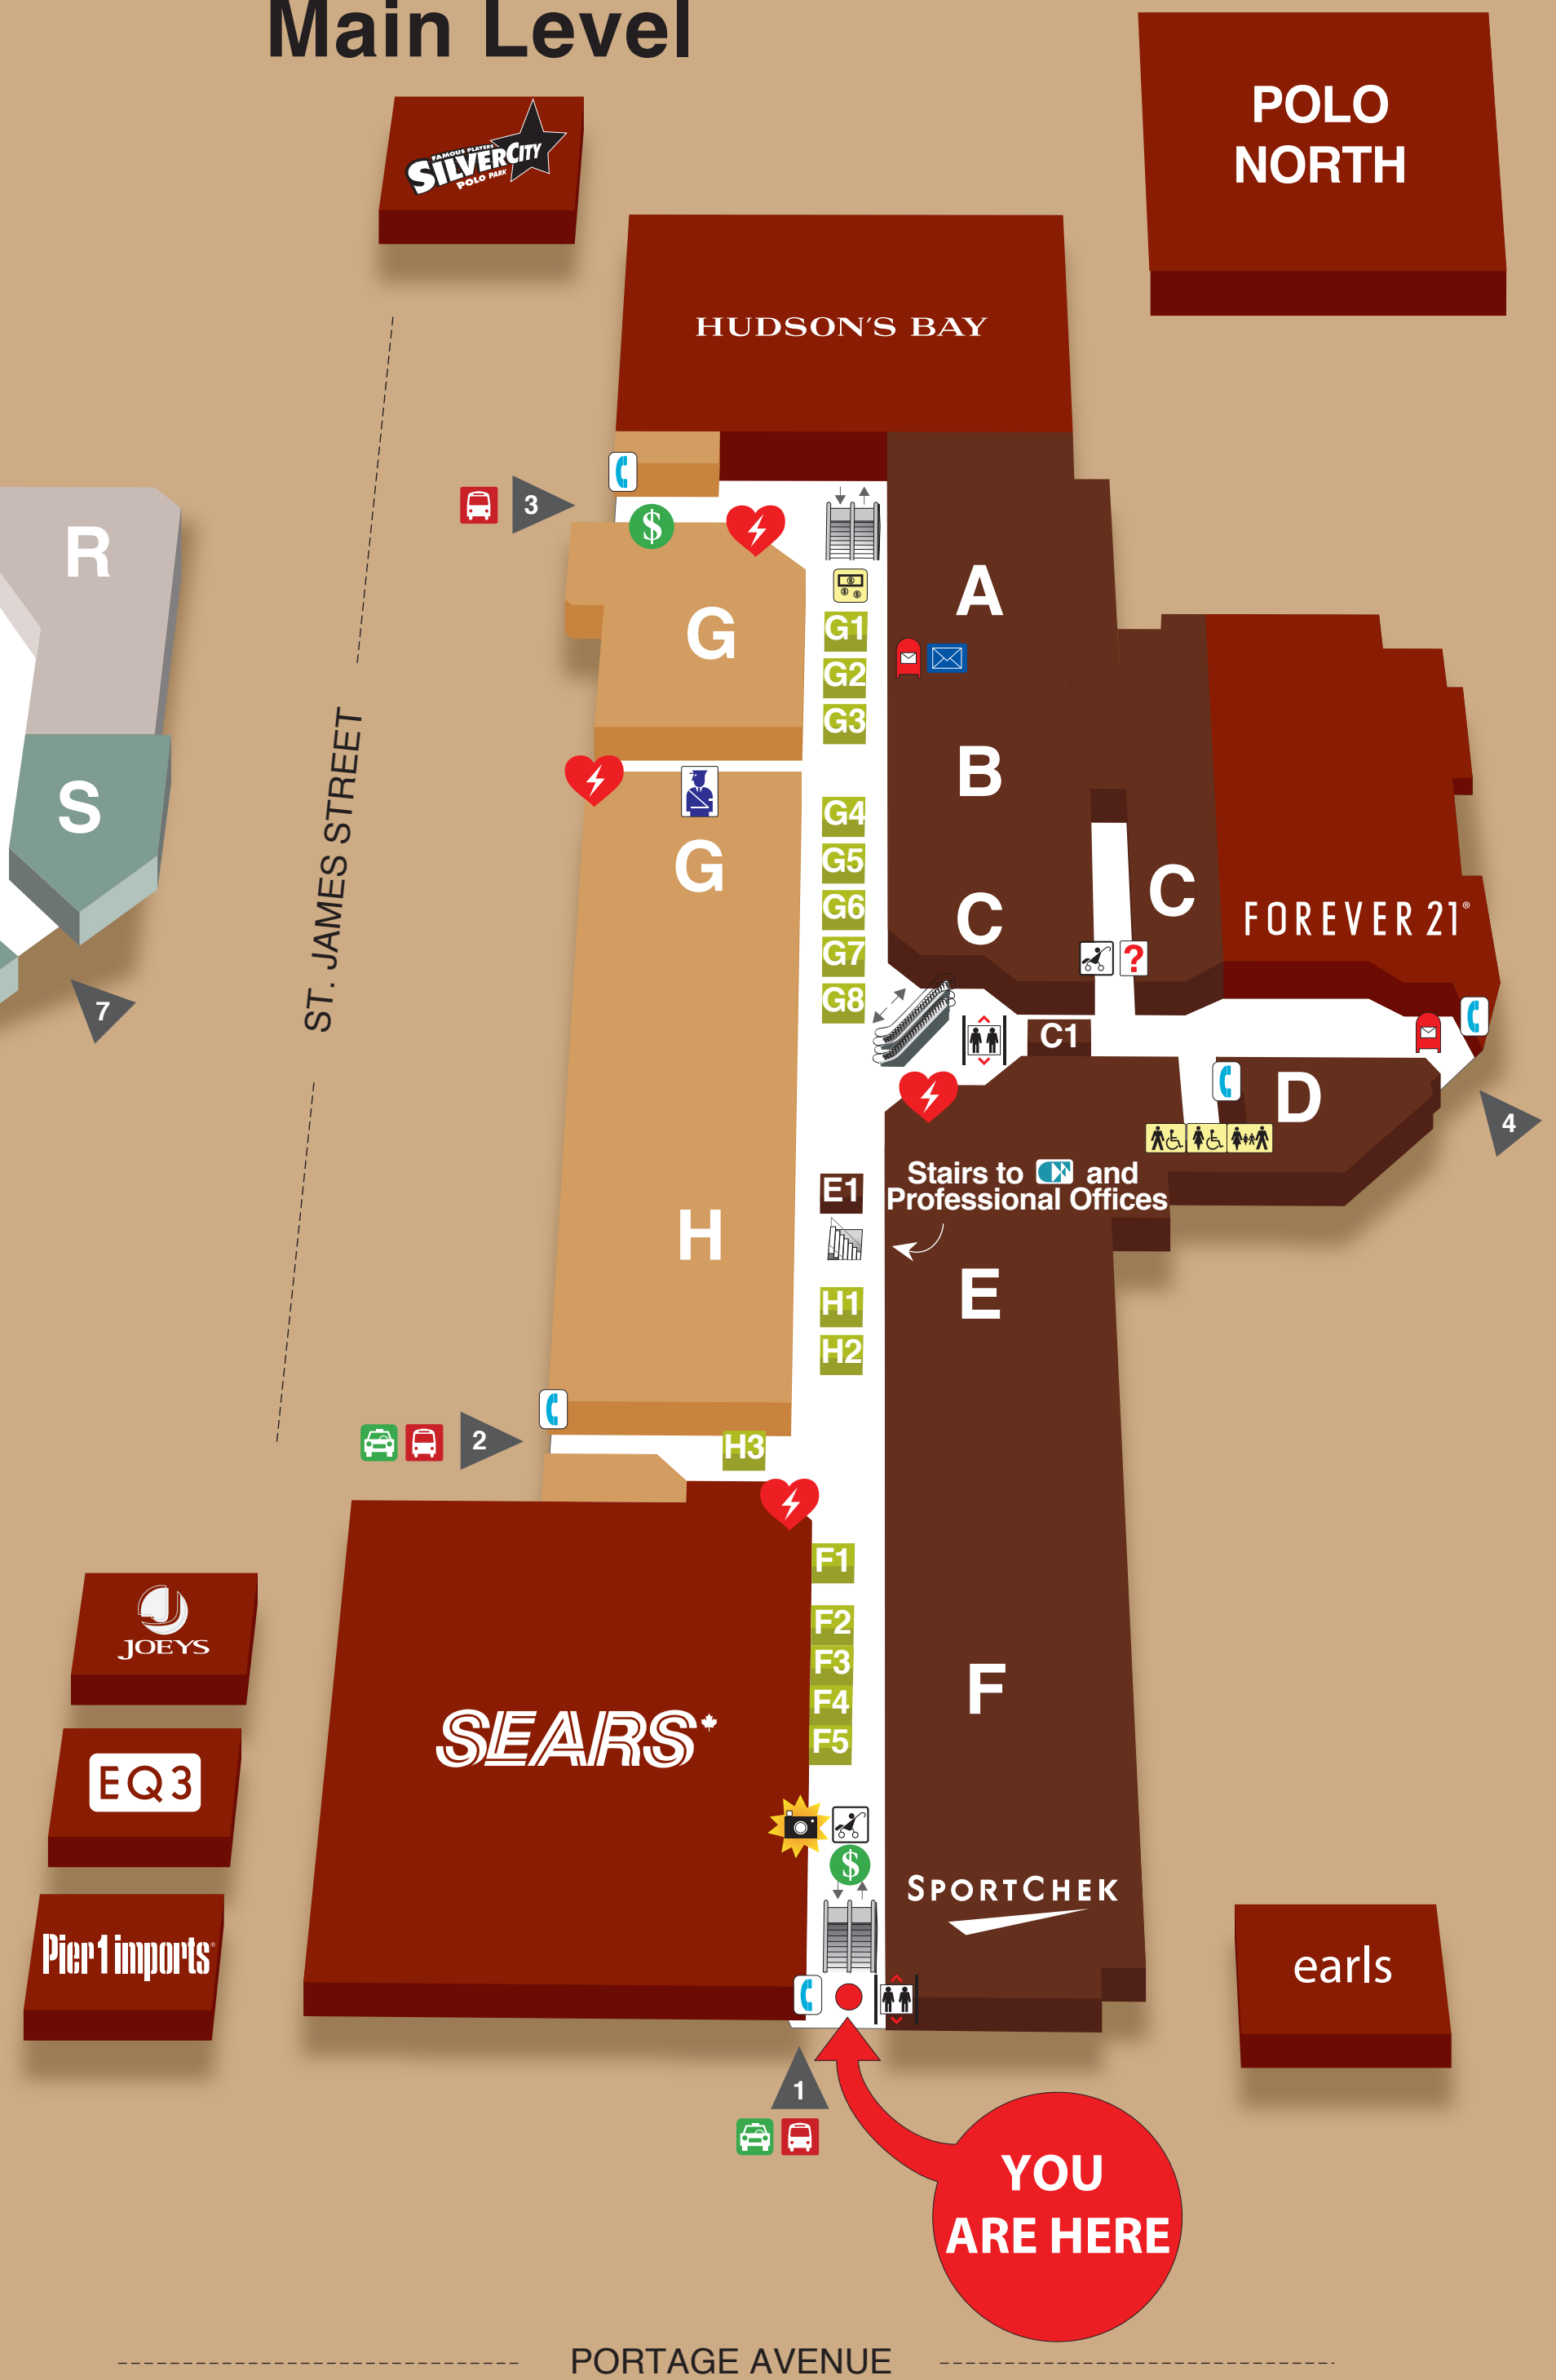 Main Level
POLO
NORTH
FAMOUS PLAYERS
SILVERCITY
POLO PARK
HUDSON'S BAY
3
$
R
A
G
G1
G2
G3
B
S
G
G4
G5
G6
G7
G8
C
C
FOREVER 21®
?
ST. JAMES STREET
7
C1
D
4
Stairs to and
Professional Offices
E1
H
E
H1
H2
2
H3
F1
F2
F3
F4
F5
F
JOEYS
SEARS
EQ3
$
SPORTCHEK
Pier 1 imports®
earls
1
YOU
ARE HERE
PORTAGE AVENUE